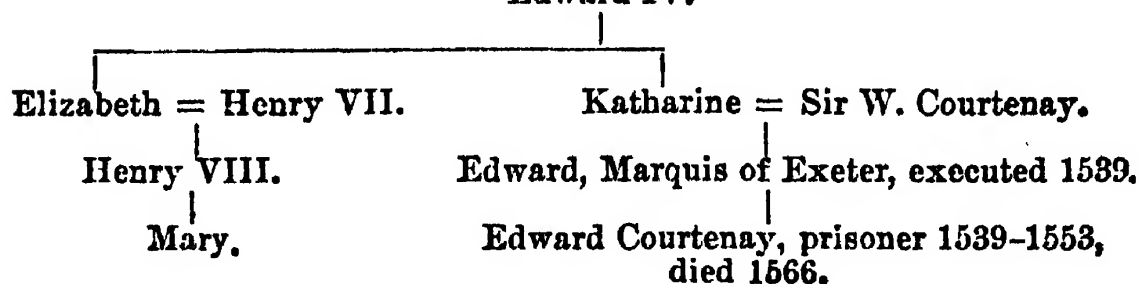 Elizabeth = Henry VII. Katharine = Sir W. Courtenay.
Henry VIII. Edward, Marquis of Exeter, executed 1539.
Mary. Edward Courtenay, prisoner 1539–1553,
died 1566.